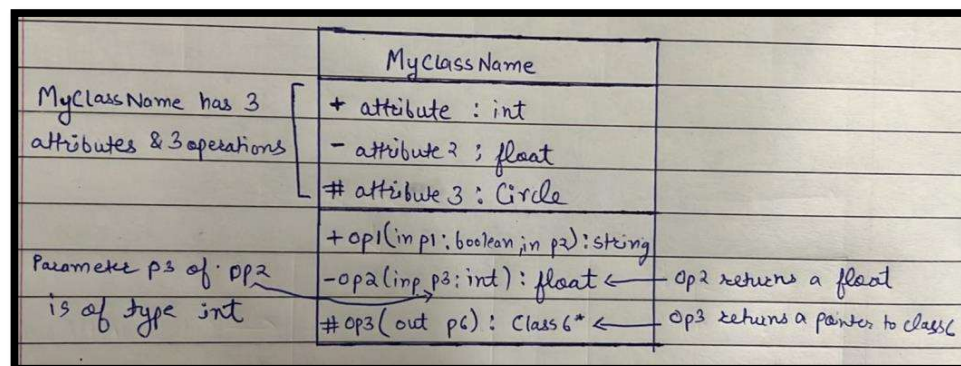 MyClassName
MyClassName has 3
attributes & 3 operations
+ attribute : int
- attribute 2 ; float
# attribute 3 : Circle
+ op1(in p1 : boolean, in p2) : string
Parameter p3 of op2
is of type int
- op2 (inp p3 : int) : float ← op2 returns a float
# op3 ( out p6) : Class6* ← op3 returns a pointer to class6